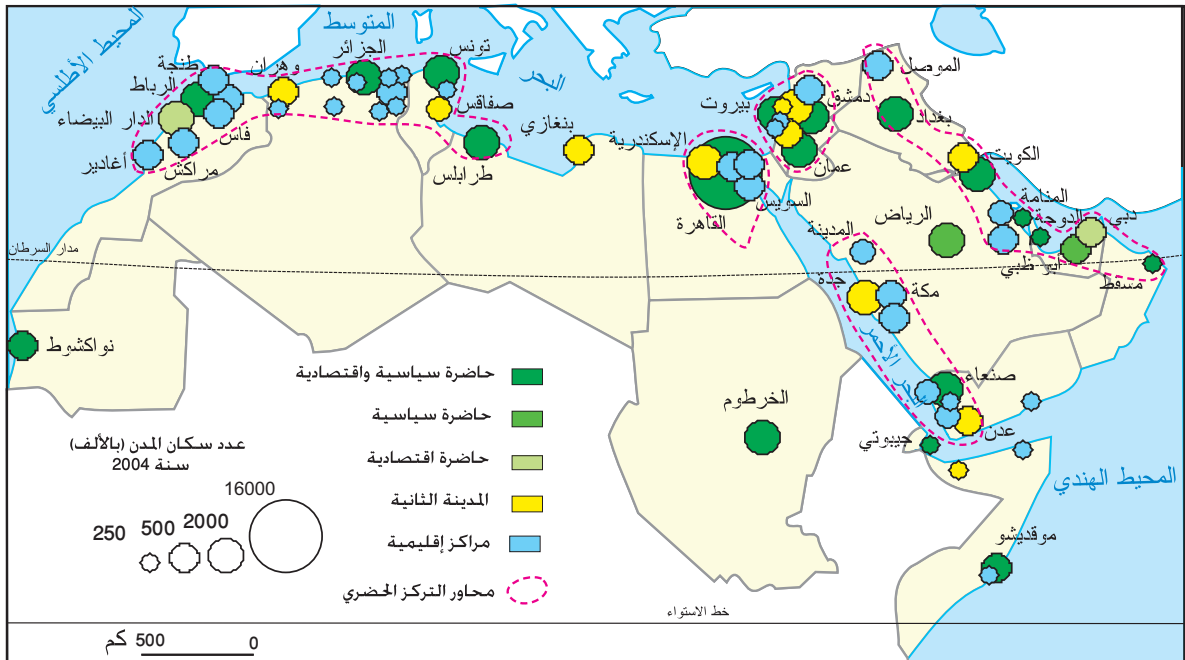 المحيط الأطلسي
المتوسط
البحر
طنجة
الرباط
الدار البيضاء
فاس
أغادير
مراكش
وهران
الجزائر
تونس
صفاقس
طرابلس
بنغازي
الإسكندرية
القاهرة
السويس
بيروت
دمشق
عمان
الموصل
بغداد
الكويت
المنامة
الدوحة
دبي
أبو ظبي
مسقط
الرياض
المدينة
جدة
مكة
مدار السرطان
البحر الأحمر
صنعاء
عدن
جيبوتي
الخرطوم
نواكشوط
موقديشو
المحيط الهندي
خط الاستواء
حاضرة سياسية واقتصادية
حاضرة سياسية
حاضرة اقتصادية
المدينة الثانية
مراكز إقليمية
محاور التركز الحضري
عدد سكان المدن (بالألف)
سنة 2004
16000
2000
500
250
كم 500 0